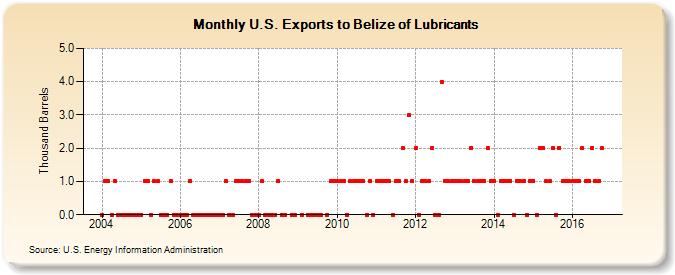 Monthly U.S. Exports to Belize of Lubricants
Thousand Barrels
5.0
4.0
3.0
2.0
1.0
0.0
2004 2006 2008 2010 2012 2014 2016
Source: U.S. Energy Information Administration